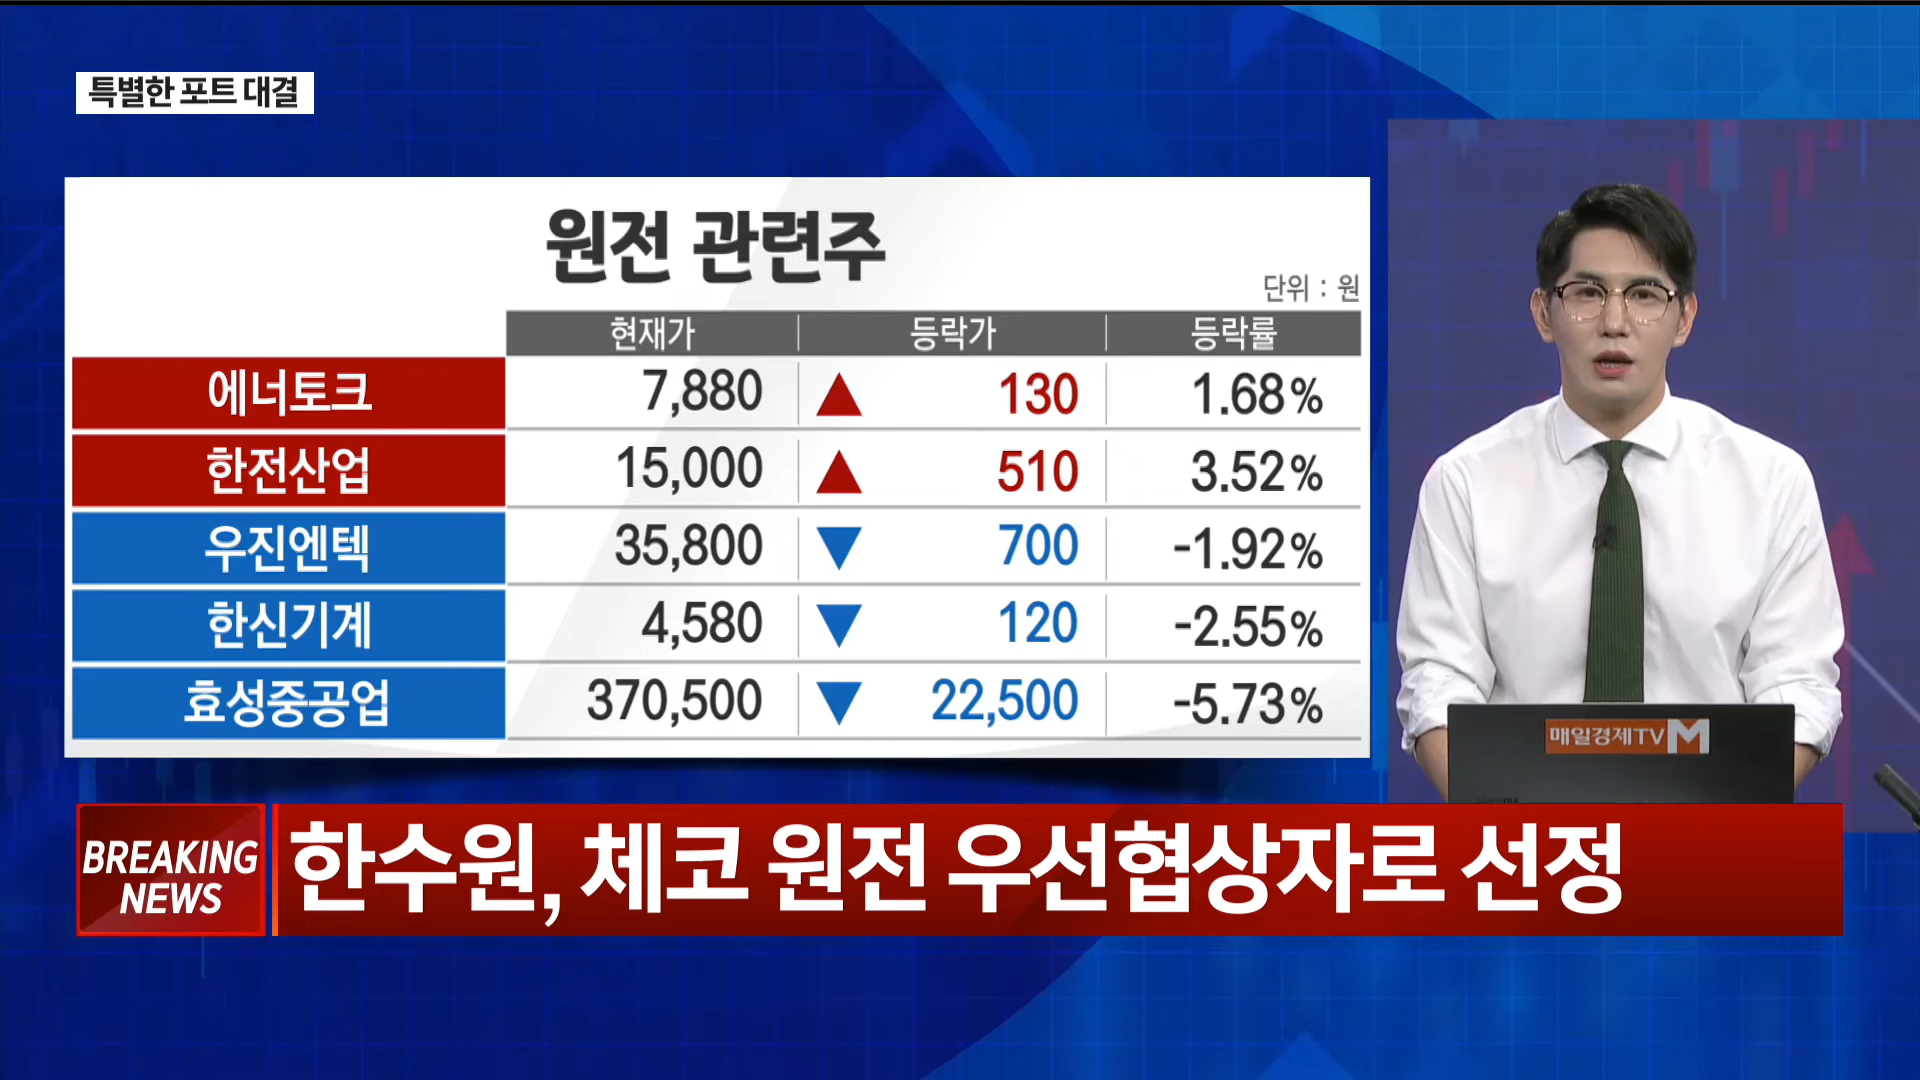 특별한 포트 대결
원전 관련주
단위 : 원
현재가 등락가 등락률
에너토크 7,880 ▲ 130 1.68%
한전산업 15,000 ▲ 510 3.52%
우진엔텍 35,800 ▼ 700 -1.92%
한신기계 4,580 ▼ 120 -2.55%
효성중공업 370,500 ▼ 22,500 -5.73%
매일경제TV M
BREAKING
NEWS
한수원, 체코 원전 우선협상자로 선정